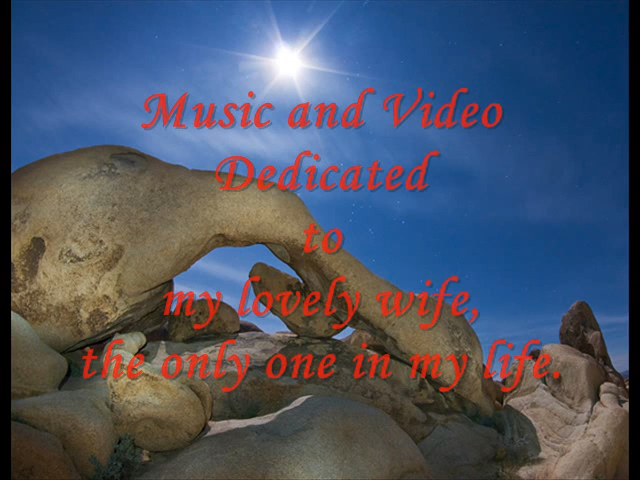 Music and Video
Dedicated
to
my lovely wife,
the only one in my life.